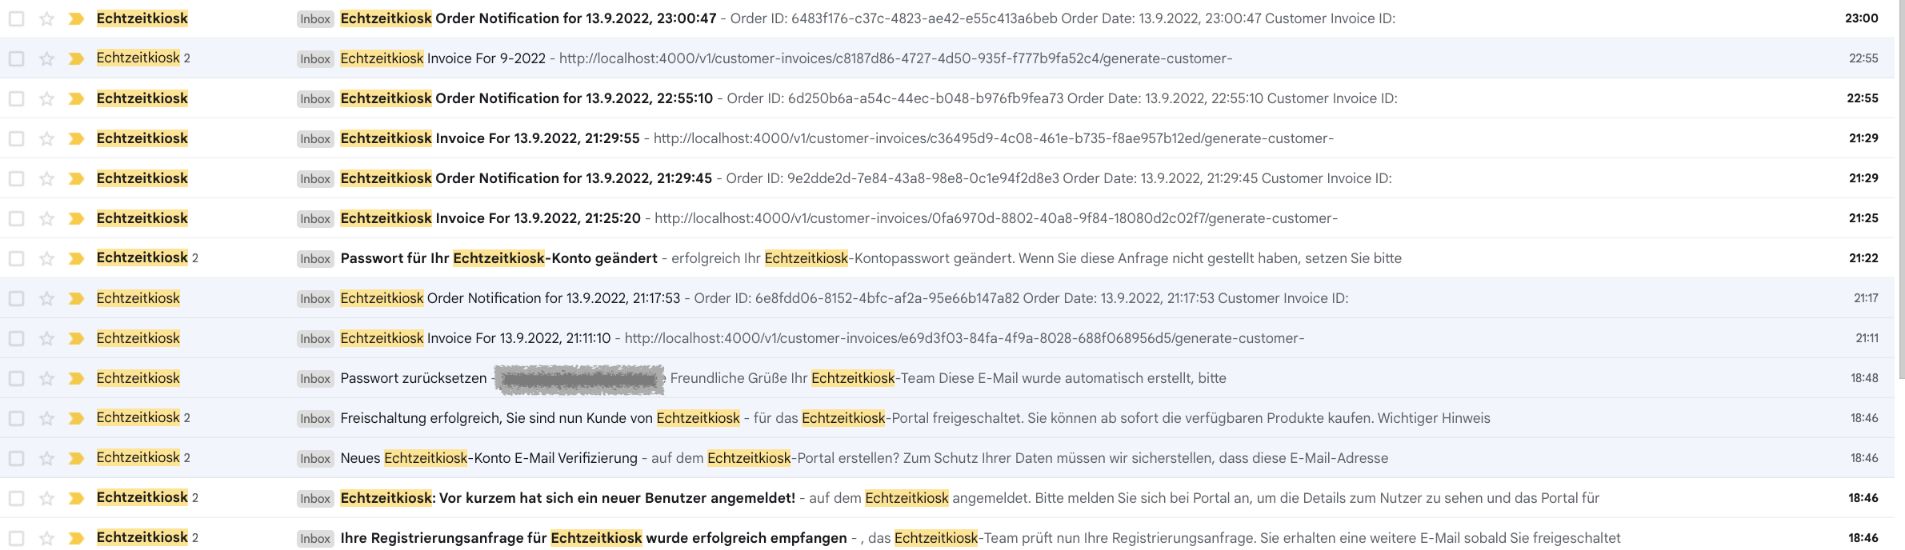 Echtzeitkiosk Inbox Echtzeitkiosk Order Notification for 13.9.2022, 23:00:47 - Order ID: 6483f176-c37c-4823-ae42-e55c413a6beb Order Date: 13.9.2022, 23:00:47 Customer Invoice ID: 23:00
Echtzeitkiosk 2 Inbox Echtzeitkiosk Invoice For 9-2022 - http://localhost:4000/v1/customer-invoices/c8187d86-4727-4d50-935f-f777b9fa52c4/generate-customer- 22:55
Echtzeitkiosk Inbox Echtzeitkiosk Order Notification for 13.9.2022, 22:55:10 - Order ID: 6d250b6a-a54c-44ec-b048-b976fb9fea73 Order Date: 13.9.2022, 22:55:10 Customer Invoice ID: 22:55
Echtzeitkiosk Inbox Echtzeitkiosk Invoice For 13.9.2022, 21:29:55 - http://localhost:4000/v1/customer-invoices/c36495d9-4c08-461e-b735-f8ae957b12ed/generate-customer- 21:29
Echtzeitkiosk Inbox Echtzeitkiosk Order Notification for 13.9.2022, 21:29:45 - Order ID: 9e2dde2d-7e84-43a8-98e8-0c1e94f2d8e3 Order Date: 13.9.2022, 21:29:45 Customer Invoice ID: 21:29
Echtzeitkiosk Inbox Echtzeitkiosk Invoice For 13.9.2022, 21:25:20 - http://localhost:4000/v1/customer-invoices/0fa6970d-8802-40a8-9f84-18080d2c02f7/generate-customer- 21:25
Echtzeitkiosk 2 Inbox Passwort für Ihr Echtzeitkiosk-Konto geändert - erfolgreich Ihr Echtzeitkiosk-Kontopasswort geändert. Wenn Sie diese Anfrage nicht gestellt haben, setzen Sie bitte 21:22
Echtzeitkiosk Inbox Echtzeitkiosk Order Notification for 13.9.2022, 21:17:53 - Order ID: 6e8fdd06-8152-4bfc-af2a-95e66b147a82 Order Date: 13.9.2022, 21:17:53 Customer Invoice ID: 21:17
Echtzeitkiosk Inbox Echtzeitkiosk Invoice For 13.9.2022, 21:11:10 - http://localhost:4000/v1/customer-invoices/e69d3f03-84fa-4f9a-8028-688f068956d5/generate-customer- 21:11
Echtzeitkiosk Inbox Passwort zurücksetzen - Freundliche Grüße Ihr Echtzeitkiosk-Team Diese E-Mail wurde automatisch erstellt, bitte 18:48
Echtzeitkiosk 2 Inbox Freischaltung erfolgreich, Sie sind nun Kunde von Echtzeitkiosk - für das Echtzeitkiosk-Portal freigeschaltet. Sie können ab sofort die verfügbaren Produkte kaufen. Wichtiger Hinweis 18:46
Echtzeitkiosk 2 Inbox Neues Echtzeitkiosk-Konto E-Mail Verifizierung - auf dem Echtzeitkiosk-Portal erstellen? Zum Schutz Ihrer Daten müssen wir sicherstellen, dass diese E-Mail-Adresse 18:46
Echtzeitkiosk 2 Inbox Echtzeitkiosk: Vor kurzem hat sich ein neuer Benutzer angemeldet! - auf dem Echtzeitkiosk angemeldet. Bitte melden Sie sich bei Portal an, um die Details zum Nutzer zu sehen und das Portal für 18:46
Echtzeitkiosk 2 Inbox Ihre Registrierungsanfrage für Echtzeitkiosk wurde erfolgreich empfangen - , das Echtzeitkiosk-Team prüft nun Ihre Registrierungsanfrage. Sie erhalten eine weitere E-Mail sobald Sie freigeschaltet 18:46